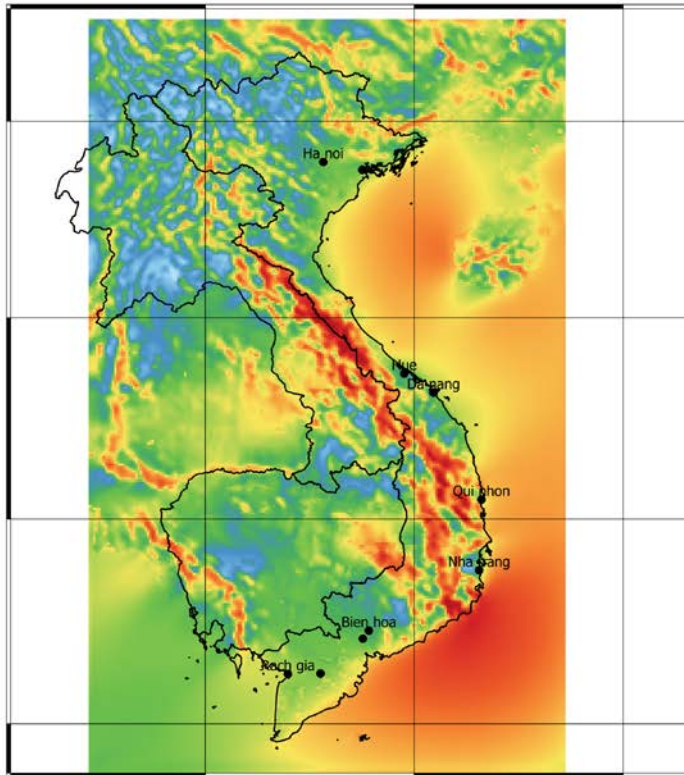 Ha noi
Hue
Da nang
Qui nhon
Nha trang
Bien hoa
Rach gia